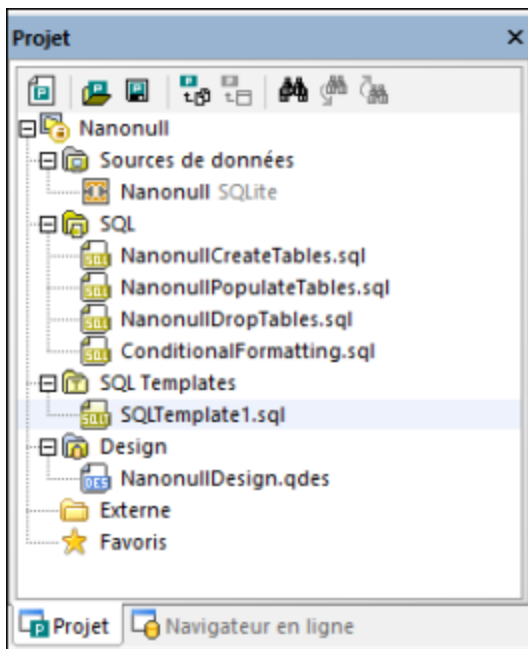 Projet
Nanonull
Sources de données
Nanonull SQLite
SQL
NanonullCreateTables.sql
NanonullPopulateTables.sql
NanonullDropTables.sql
ConditionalFormatting.sql
SQL Templates
SQLTemplate1.sql
Design
NanonullDesign.qdes
Externe
Favoris
Projet Navigateur en ligne